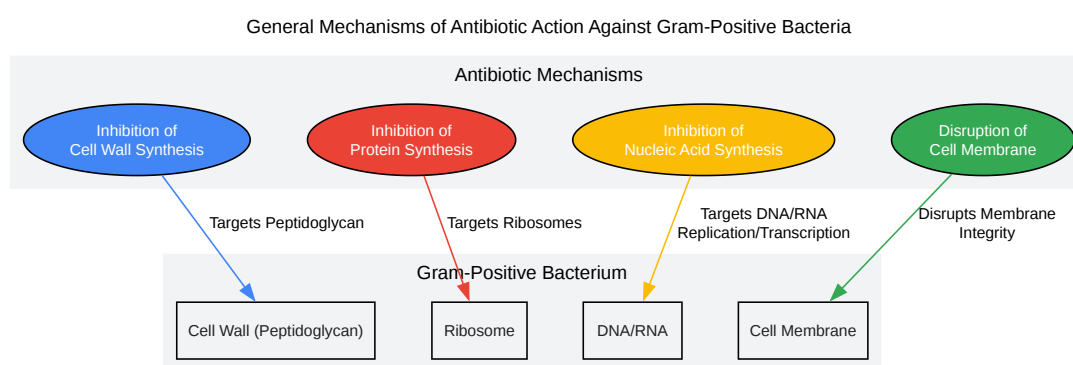 General Mechanisms of Antibiotic Action Against Gram-Positive Bacteria
Antibiotic Mechanisms
Inhibition of
Cell Wall Synthesis
Inhibition of
Protein Synthesis
Inhibition of
Nucleic Acid Synthesis
Disruption of
Cell Membrane
Targets Peptidoglycan
Targets Ribosomes
Targets DNA/RNA
Replication/Transcription
Disrupts Membrane
Integrity
Gram-Positive Bacterium
Cell Wall (Peptidoglycan)
Ribosome
DNA/RNA
Cell Membrane